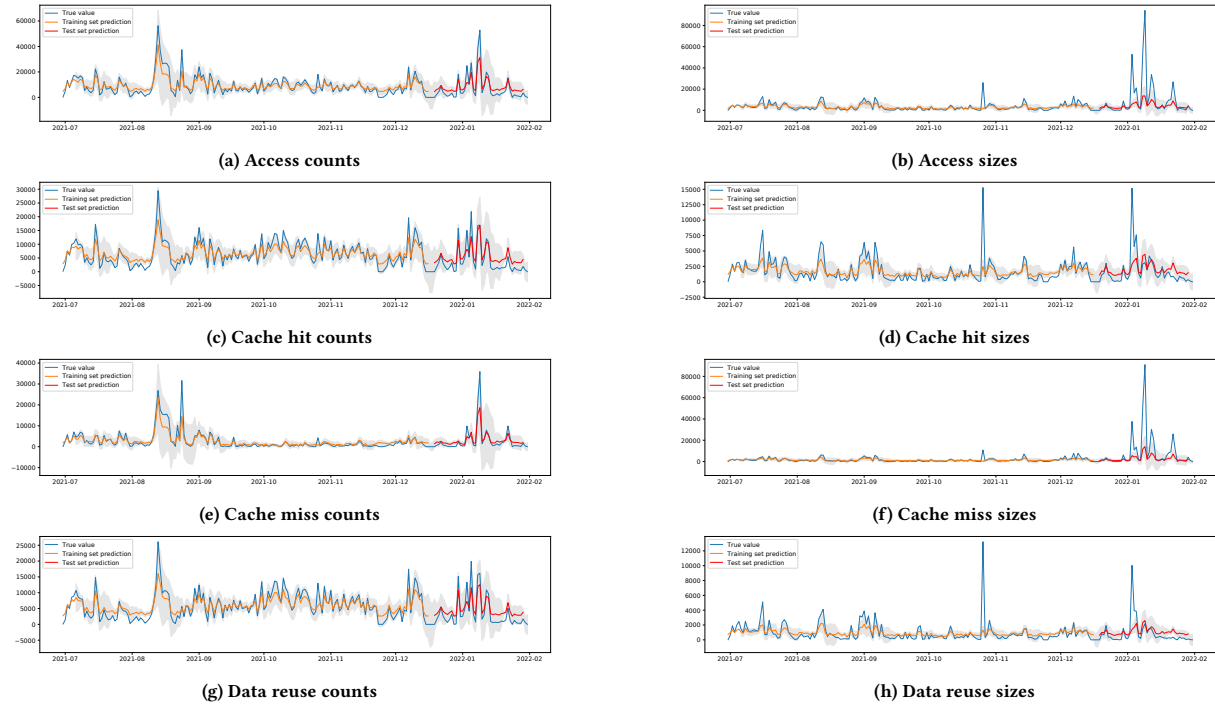 60000
40000
20000
0
True value
Training set prediction
Test set prediction
2021-07 2021-08 2021-09 2021-10 2021-11 2021-12 2022-01 2022-02
(a) Access counts
80000
60000
40000
20000
0
True value
Training set prediction
Test set prediction
2021-07 2021-08 2021-09 2021-10 2021-11 2021-12 2022-01 2022-02
(b) Access sizes
30000
25000
20000
15000
10000
5000
0
−5000
True value
Training set prediction
Test set prediction
2021-07 2021-08 2021-09 2021-10 2021-11 2021-12 2022-01 2022-02
(c) Cache hit counts
15000
12500
10000
7500
5000
2500
0
−2500
True value
Training set prediction
Test set prediction
2021-07 2021-08 2021-09 2021-10 2021-11 2021-12 2022-01 2022-02
(d) Cache hit sizes
40000
30000
20000
10000
0
−10000
True value
Training set prediction
Test set prediction
2021-07 2021-08 2021-09 2021-10 2021-11 2021-12 2022-01 2022-02
(e) Cache miss counts
80000
60000
40000
20000
0
True value
Training set prediction
Test set prediction
2021-07 2021-08 2021-09 2021-10 2021-11 2021-12 2022-01 2022-02
(f) Cache miss sizes
25000
20000
15000
10000
5000
0
−5000
True value
Training set prediction
Test set prediction
2021-07 2021-08 2021-09 2021-10 2021-11 2021-12 2022-01 2022-02
(g) Data reuse counts
12000
10000
8000
6000
4000
2000
0
True value
Training set prediction
Test set prediction
2021-07 2021-08 2021-09 2021-10 2021-11 2021-12 2022-01 2022-02
(h) Data reuse sizes